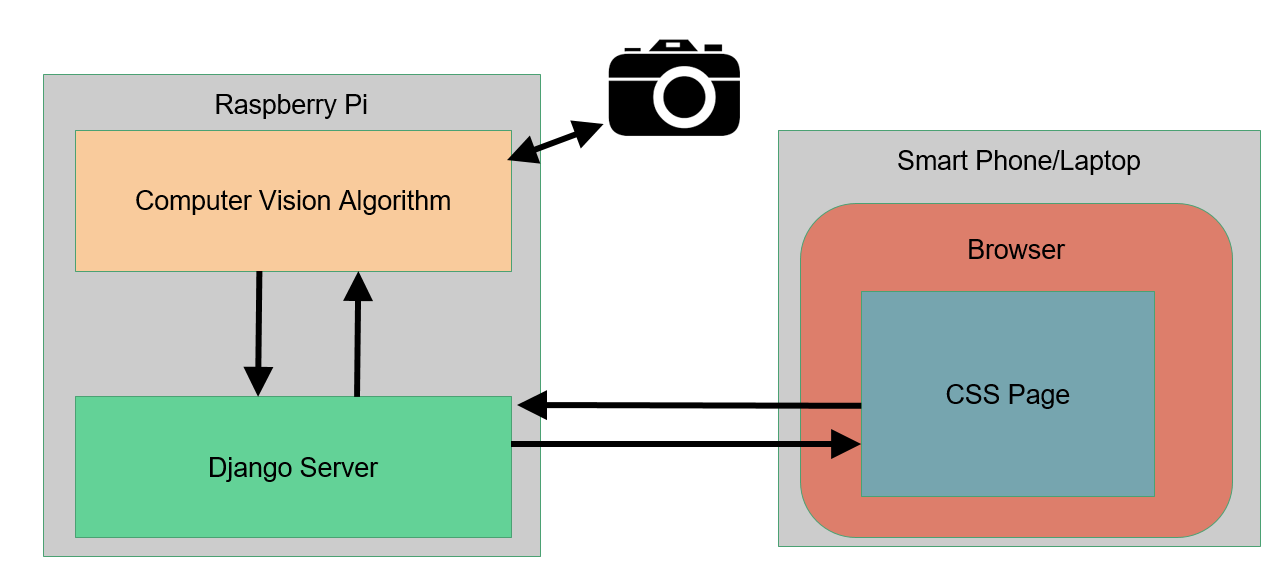 Raspberry Pi
Computer Vision Algorithm
Django Server
Smart Phone/Laptop
Browser
CSS Page